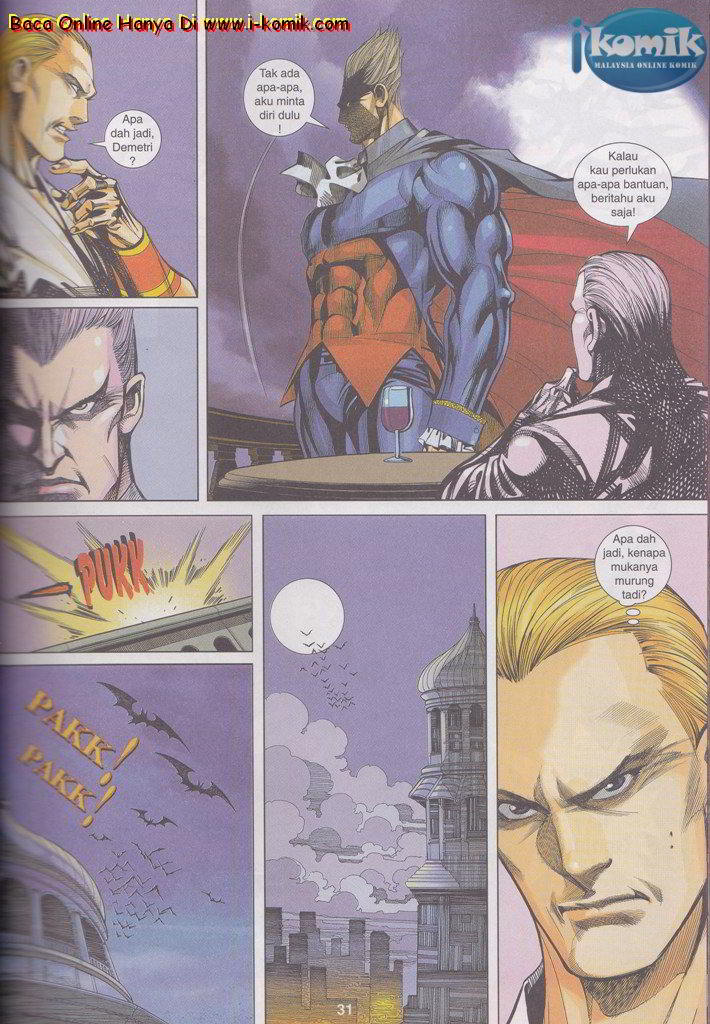 Baca Online Hanya Di www.i-komik.com
ikomik
MALAYSIA ONLINE KOMIK
Apa
dah jadi,
Demetri
?
Tak ada
apa-apa,
aku minta
diri dulu
!
Kalau
kau perlukan
apa-apa bantuan,
beritahu aku
saja!
PUKK
PAKK!
PAKK!
Apa dah
jadi, kenapa
mukanya
murung
tadi?
31